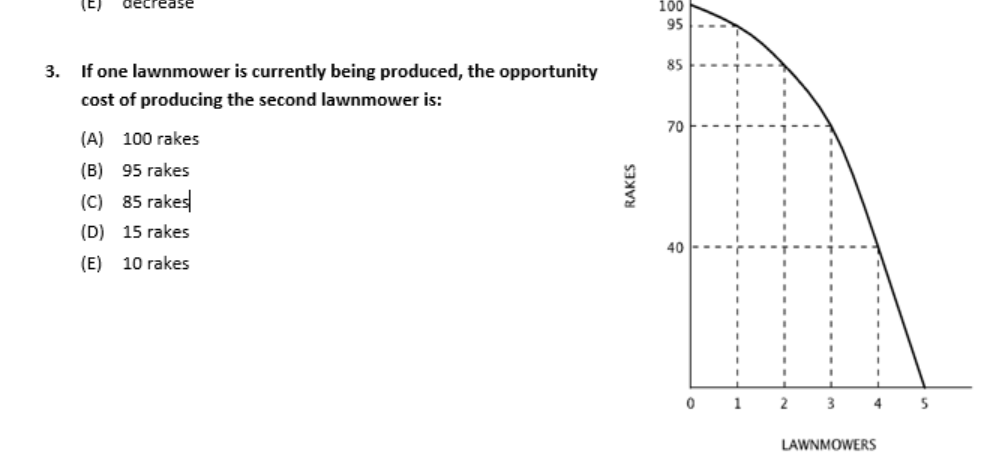 (E) decrease
3. If one lawnmower is currently being produced, the opportunity
cost of producing the second lawnmower is:
(A) 100 rakes
(B) 95 rakes
(C) 85 rakes
(D) 15 rakes
(E) 10 rakes
100
95
85
70
40
RAKES
0 1 2 3 4 5
LAWNMOWERS